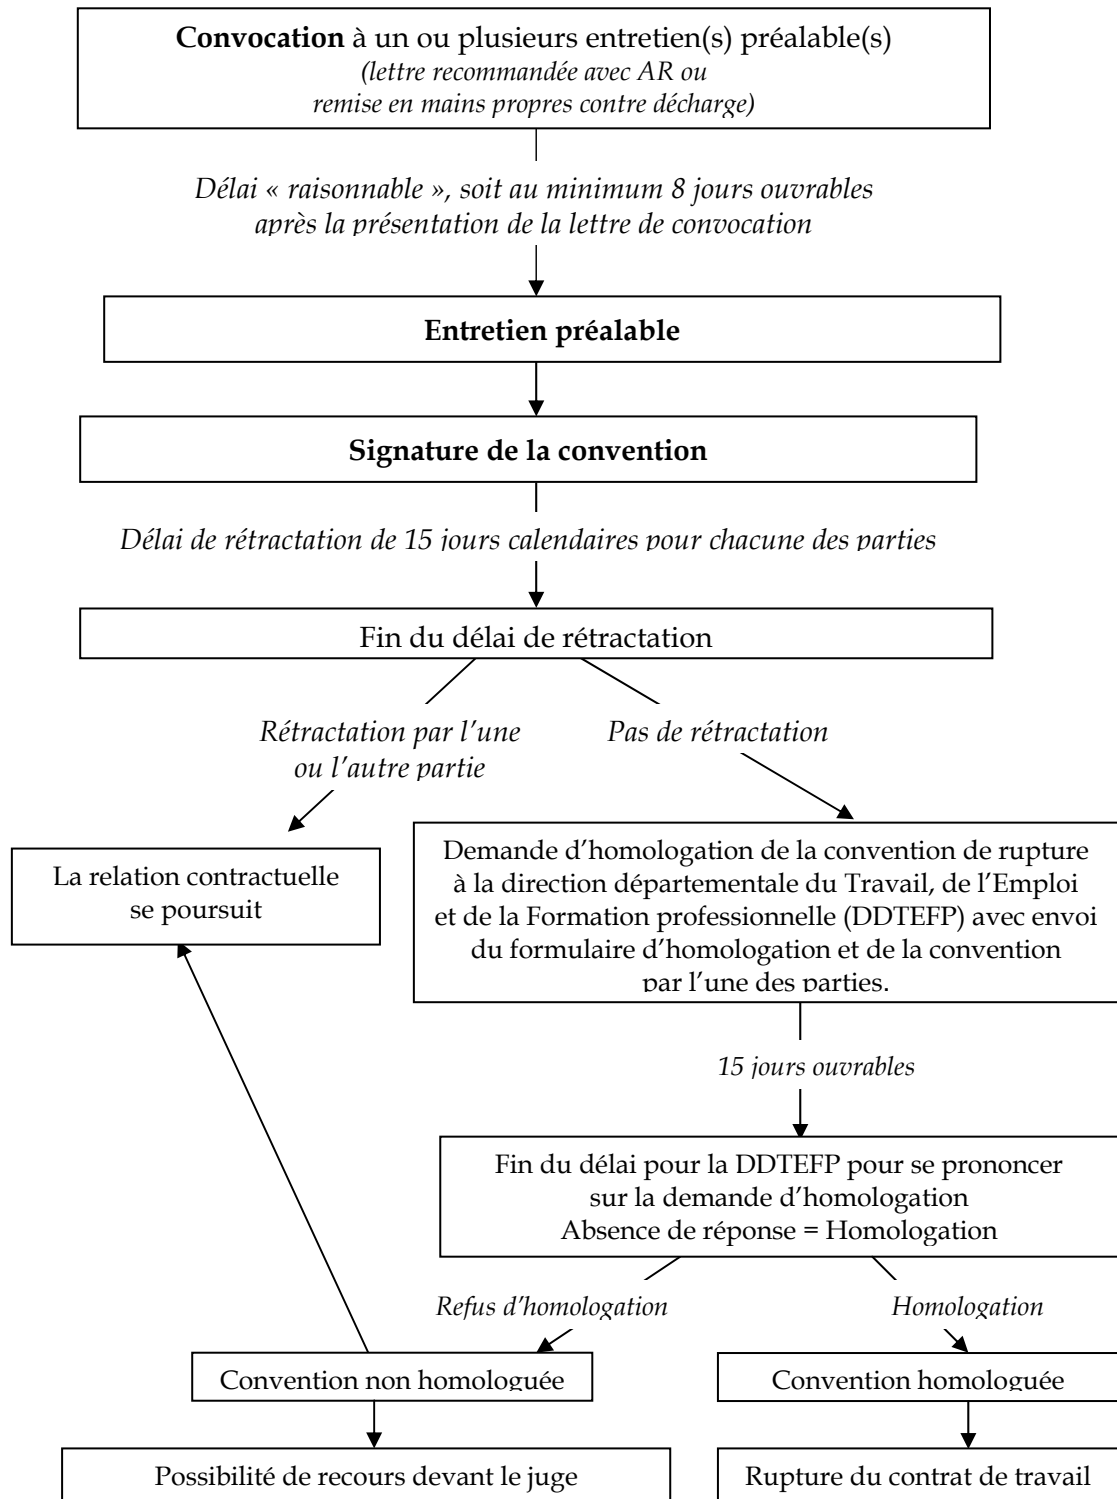 Convocation à un ou plusieurs entretien(s) préalable(s)
(lettre recommandée avec AR ou
remise en mains propres contre décharge)
Délai « raisonnable », soit au minimum 8 jours ouvrables
après la présentation de la lettre de convocation
Entretien préalable
Signature de la convention
Délai de rétractation de 15 jours calendaires pour chacune des parties
Fin du délai de rétractation
Rétractation par l’une
ou l’autre partie
Pas de rétractation
La relation contractuelle
se poursuit
Demande d’homologation de la convention de rupture
à la direction départementale du Travail, de l’Emploi
et de la Formation professionnelle (DDTEFP) avec envoi
du formulaire d’homologation et de la convention
par l’une des parties.
15 jours ouvrables
Fin du délai pour la DDTEFP pour se prononcer
sur la demande d’homologation
Absence de réponse = Homologation
Refus d’homologation
Homologation
Convention non homologuée
Convention homologuée
Possibilité de recours devant le juge
Rupture du contrat de travail